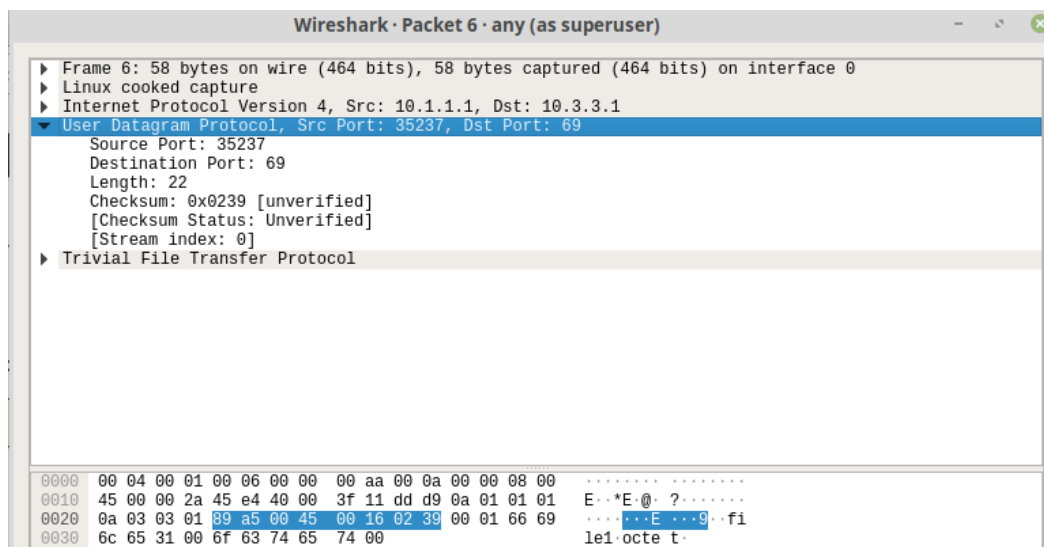 Wireshark · Packet 6 · any (as superuser)
Frame 6: 58 bytes on wire (464 bits), 58 bytes captured (464 bits) on interface 0
Linux cooked capture
Internet Protocol Version 4, Src: 10.1.1.1, Dst: 10.3.3.1
User Datagram Protocol, Src Port: 35237, Dst Port: 69
Source Port: 35237
Destination Port: 69
Length: 22
Checksum: 0x0239 [unverified]
[Checksum Status: Unverified]
[Stream index: 0]
Trivial File Transfer Protocol
0000 00 04 00 01 00 06 00 00 00 aa 00 0a 00 00 08 00 ········ ········
0010 45 00 00 2a 45 e4 40 00 3f 11 dd d9 0a 01 01 01 E··*E·@· ?·······
0020 0a 03 03 01 89 a5 00 45 00 16 02 39 00 01 66 69 ·······E ···9··fi
0030 6c 65 31 00 6f 63 74 65 74 00 le1·octe t·